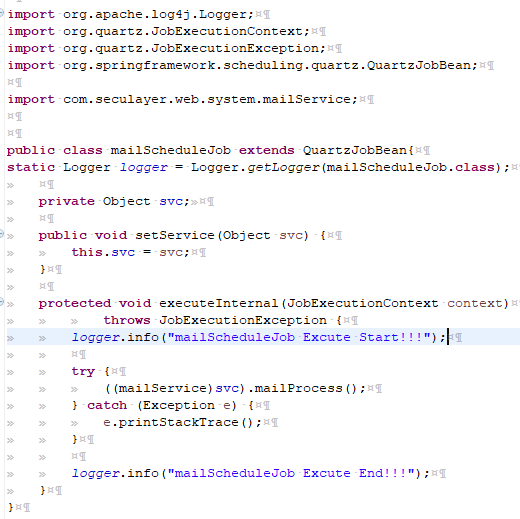 import org.apache.log4j.Logger;
import org.quartz.JobExecutionContext;
import org.quartz.JobExecutionException;
import org.springframework.scheduling.quartz.QuartzJobBean;
import com.seculayer.web.system.mailService;
public class mailScheduleJob extends QuartzJobBean{
static Logger logger = Logger.getLogger(mailScheduleJob.class);
private Object svc;
public void setService(Object svc) {
this.svc = svc;
}
protected void executeInternal(JobExecutionContext context)
throws JobExecutionException {
logger.info("mailScheduleJob Excute Start!!!");
try {
((mailService)svc).mailProcess();
} catch (Exception e) {
e.printStackTrace();
}
logger.info("mailScheduleJob Excute End!!!");
}
}